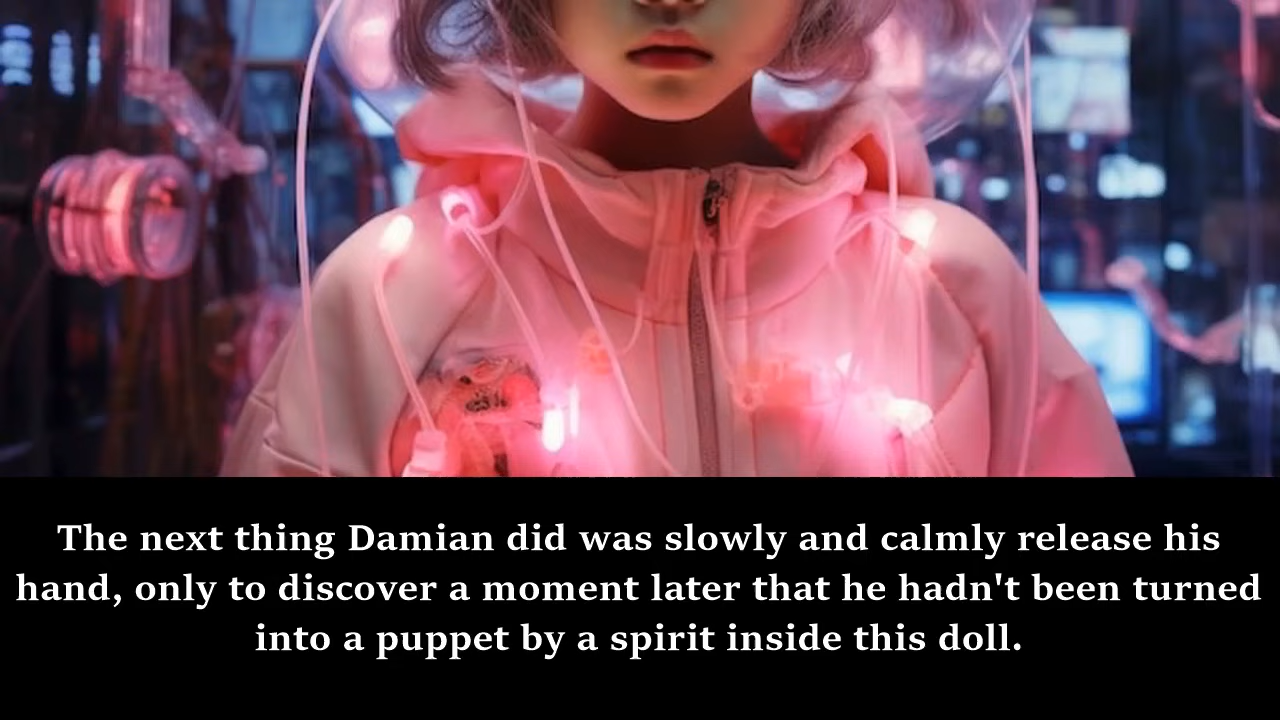 The next thing Damian did was slowly and calmly release his
hand, only to discover a moment later that he hadn't been turned
into a puppet by a spirit inside this doll.